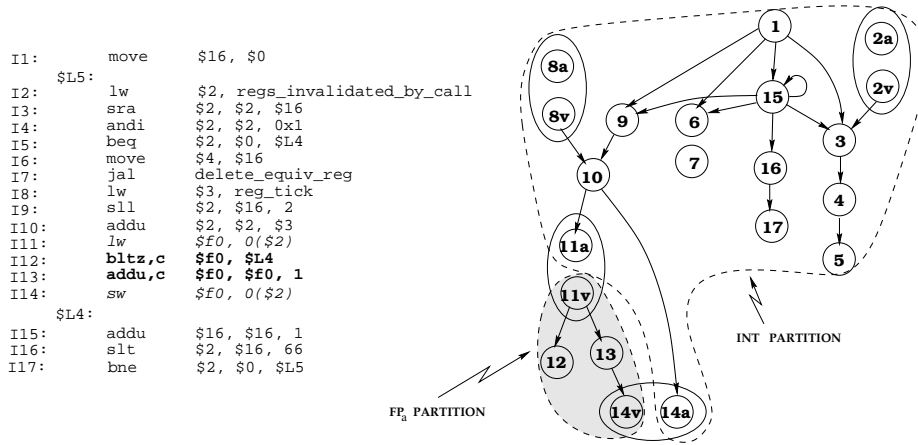 I1: move $16, $0
$L5:
I2: lw $2, regs_invalidated_by_call
I3: sra $2, $2, $16
I4: andi $2, $2, 0x1
I5: beq $2, $0, $L4
I6: move $4, $16
I7: jal delete_equiv_reg
I8: lw $3, reg_tick
I9: sll $2, $16, 2
I10: addu $2, $2, $3
I11: lw $f0, 0($2)
I12: bltz,c $f0, $L4
I13: addu,c $f0, $f0, 1
I14: sw $f0, 0($2)
$L4:
I15: addu $16, $16, 1
I16: slt $2, $16, 66
I17: bne $2, $0, $L5
1
2a
8a
2v
15
8v
9
6
3
7
16
10
4
17
11a
5
11v
INT PARTITION
13
12
FPa PARTITION
14v
14a